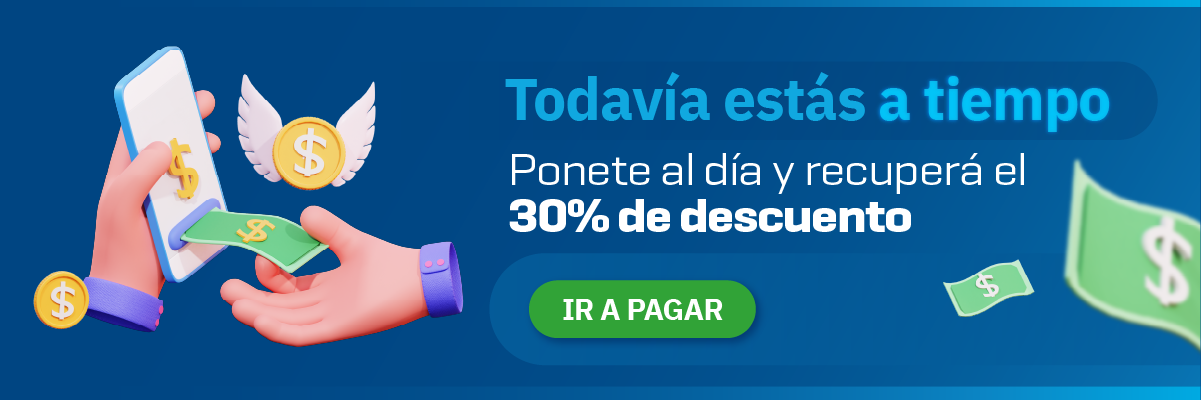 Todavía estás a tiempo
Ponete al día y recuperá el
30% de descuento
IR A PAGAR